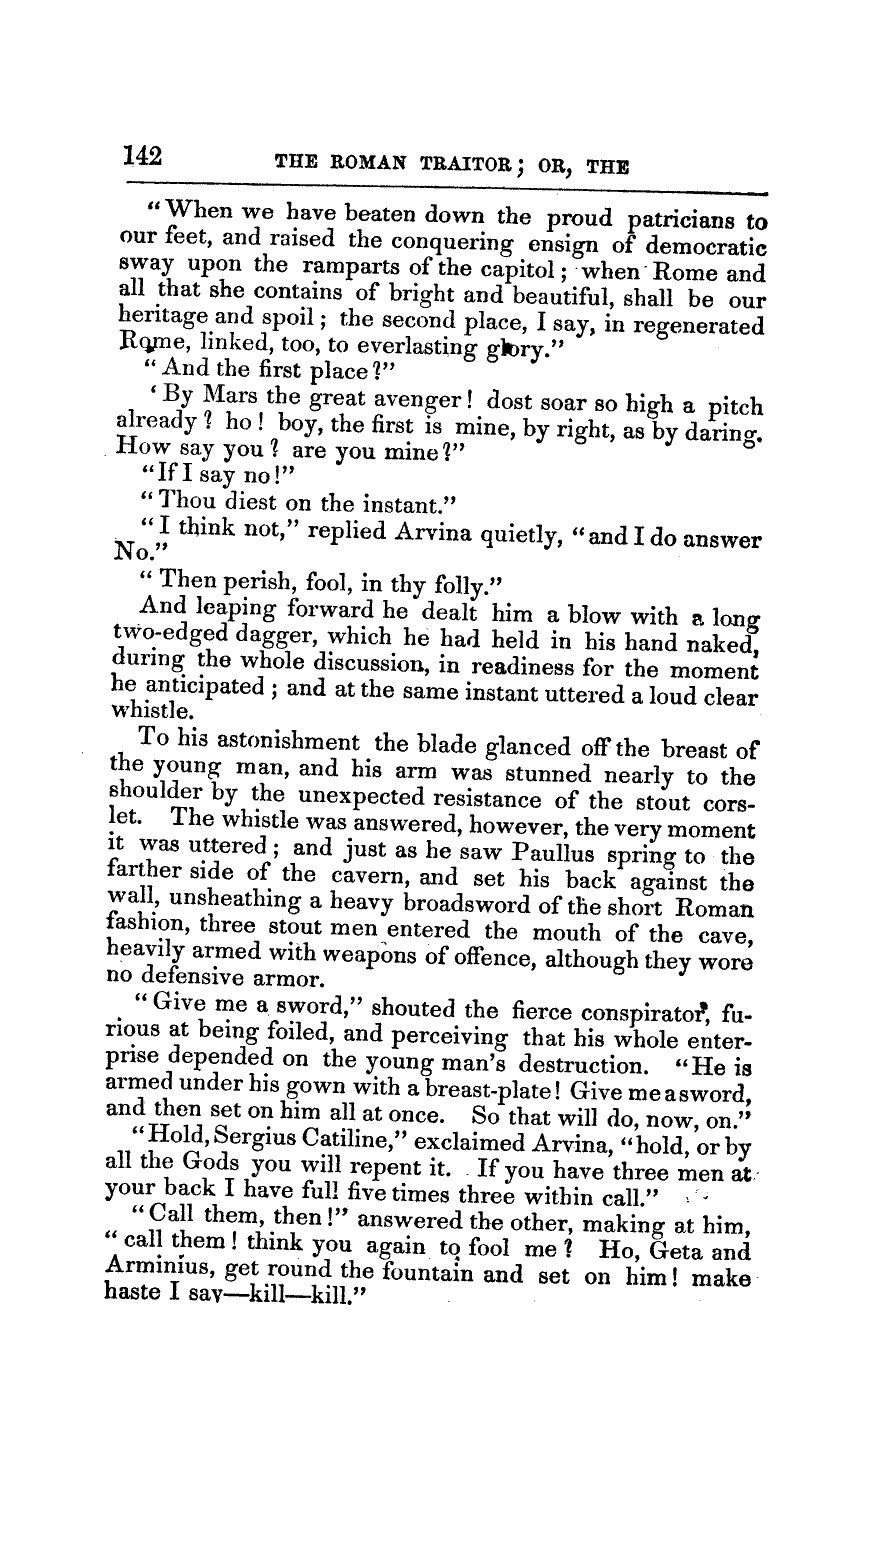 142 THE ROMAN TRAITOR; OR, THE
“When we have beaten down the proud patricians to
our feet, and raised the conquering ensign of democratic
sway upon the ramparts of the capitol; when Rome and
all that she contains of bright and beautiful, shall be our
heritage and spoil; the second place, I say, in regenerated
Rome, linked, too, to everlasting glory.”
“And the first place?”
‘By Mars the great avenger! dost soar so high a pitch
already? ho! boy, the first is mine, by right, as by daring.
How say you? are you mine?”
“If I say no!”
“Thou diest on the instant.”
“I think not,” replied Arvina quietly, “and I do answer
No.”
“Then perish, fool, in thy folly.”
And leaping forward he dealt him a blow with a long
two-edged dagger, which he had held in his hand naked,
during the whole discussion, in readiness for the moment
he anticipated; and at the same instant uttered a loud clear
whistle.
To his astonishment the blade glanced off the breast of
the young man, and his arm was stunned nearly to the
shoulder by the unexpected resistance of the stout cors-
let. The whistle was answered, however, the very moment
it was uttered; and just as he saw Paullus spring to the
farther side of the cavern, and set his back against the
wall, unsheathing a heavy broadsword of the short Roman
fashion, three stout men entered the mouth of the cave,
heavily armed with weapons of offence, although they wore
no defensive armor.
“Give me a sword,” shouted the fierce conspirator, fu-
rious at being foiled, and perceiving that his whole enter-
prise depended on the young man’s destruction. “He is
armed under his gown with a breast-plate! Give me a sword,
and then set on him all at once. So that will do, now, on.”
“Hold, Sergius Catiline,” exclaimed Arvina, “hold, or by
all the Gods you will repent it. If you have three men at
your back I have full five times three within call.”
“Call them, then!” answered the other, making at him,
“call them! think you again to fool me? Ho, Geta and
Arminius, get round the fountain and set on him! make
haste I say—kill—kill.”